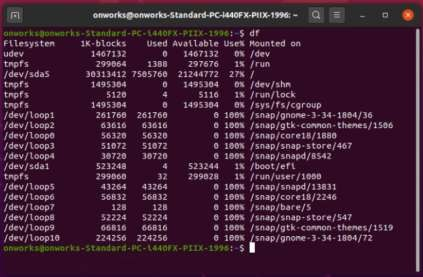 onworks@onworks-Standard-PC-i440FX-PIIX-1996: ~
onworks@onworks-Standard-PC-i440FX-PIIX-1996:~$ df
Filesystem 1K-blocks Used Available Use% Mounted on
udev 1467132 0 1467132 0% /dev
tmpfs 299064 1388 297676 1% /run
/dev/sda5 30313412 7505760 21244772 27% /
tmpfs 1495304 0 1495304 0% /dev/shm
tmpfs 5120 4 5116 1% /run/lock
tmpfs 1495304 0 1495304 0% /sys/fs/cgroup
/dev/loop1 261760 261760 0 100% /snap/gnome-3-34-1804/36
/dev/loop2 63616 63616 0 100% /snap/gtk-common-themes/1506
/dev/loop0 56320 56320 0 100% /snap/core18/1880
/dev/loop3 51072 51072 0 100% /snap/snap-store/467
/dev/loop4 30720 30720 0 100% /snap/snapd/8542
/dev/sda1 523248 4 523244 1% /boot/efi
tmpfs 299060 32 299028 1% /run/user/1000
/dev/loop5 43264 43264 0 100% /snap/snapd/13831
/dev/loop6 56832 56832 0 100% /snap/core18/2246
/dev/loop7 128 128 0 100% /snap/bare/5
/dev/loop8 52224 52224 0 100% /snap/snap-store/547
/dev/loop9 66816 66816 0 100% /snap/gtk-common-themes/1519
/dev/loop10 224256 224256 0 100% /snap/gnome-3-34-1804/72
onworks@onworks-Standard-PC-i440FX-PIIX-1996:~$